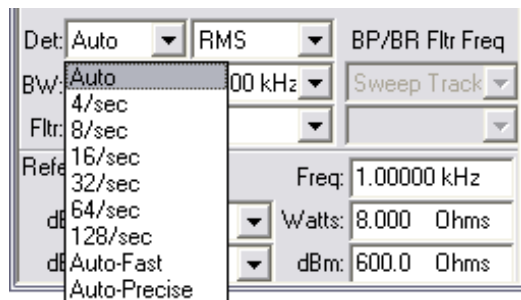 Det: Auto RMS BP/BR Fltr Freq
BW: Auto 00 kHz Sweep Track
4/sec
Fltr: 8/sec
16/sec
Refe 32/sec Freq: 1.00000 kHz
64/sec
dB Watts: 8.000 Ohms
128/sec
dB Auto-Fast dBm: 600.0 Ohms
Auto-Precise